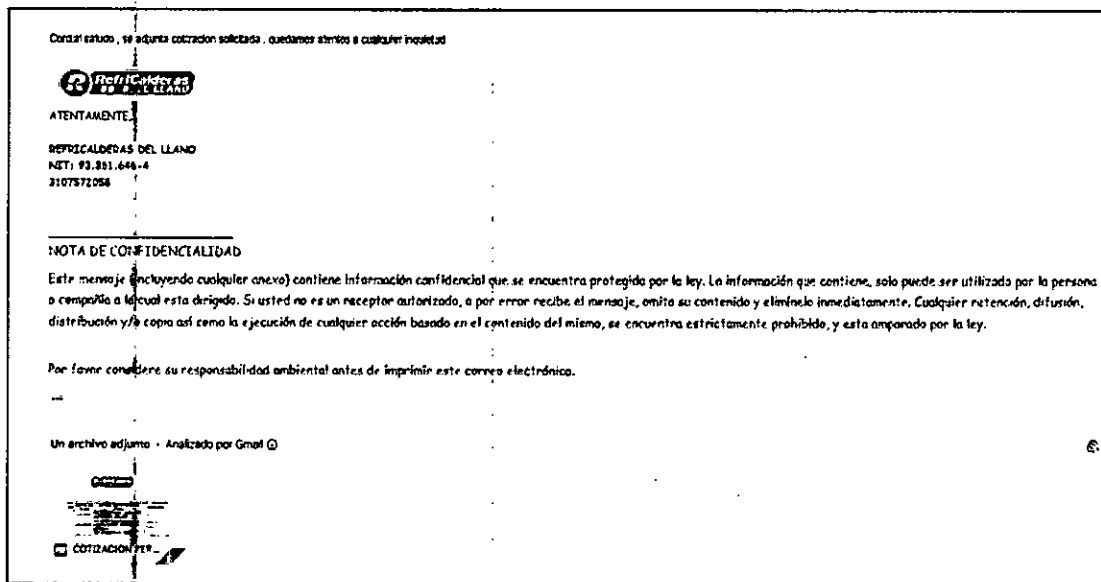 Cordial saludo , se adjunta cotizacion solicitada , quedamos atentos a cualquier inquietud
RefriCalderas
ATENTAMENTE,
REFRICALDERAS DEL LLANO
3107572056
NOTA DE CONFIDENCIALIDAD
Este mensaje (incluyendo cualquier anexo) contiene información confidencial que se encuentra protegida por la ley. La información que contiene, solo puede ser utilizada por la persona
o compañía a la cual esta dirigido. Si usted no es un receptor autorizado, o por error recibe el mensaje, omita su contenido y elimínelo inmediatamente. Cualquier retención, difusión,
distribución y/o copia así como la ejecución de cualquier acción basado en el contenido del mismo, se encuentra estrictamente prohibido, y esta amparado por la ley.
Por favor considere su responsabilidad ambiental antes de imprimir este correo electrónico.
...
Un archivo adjunto • Analizado por Gmail
COTIZACION PER...